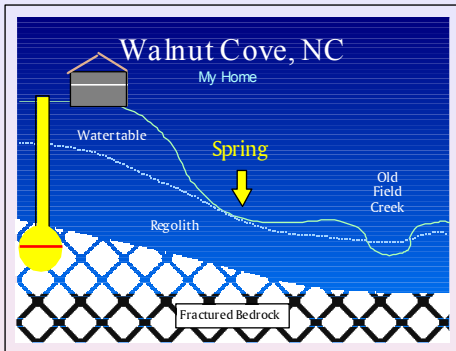 Walnut Cove, NC
My Home
Watertable
Spring
Old
Field
Creek
Regolith
Fractured Bedrock